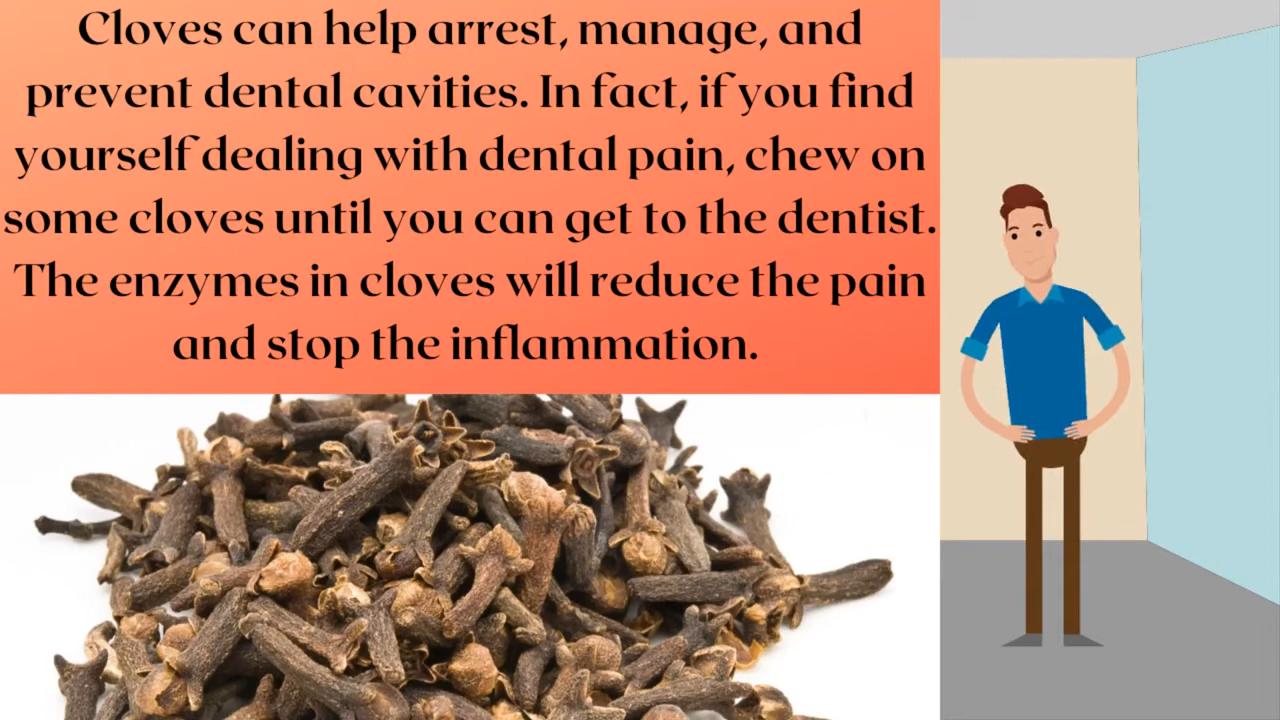 Cloves can help arrest, manage, and
prevent dental cavities. In fact, if you find
yourself dealing with dental pain, chew on
some cloves until you can get to the dentist.
The enzymes in cloves will reduce the pain
and stop the inflammation.